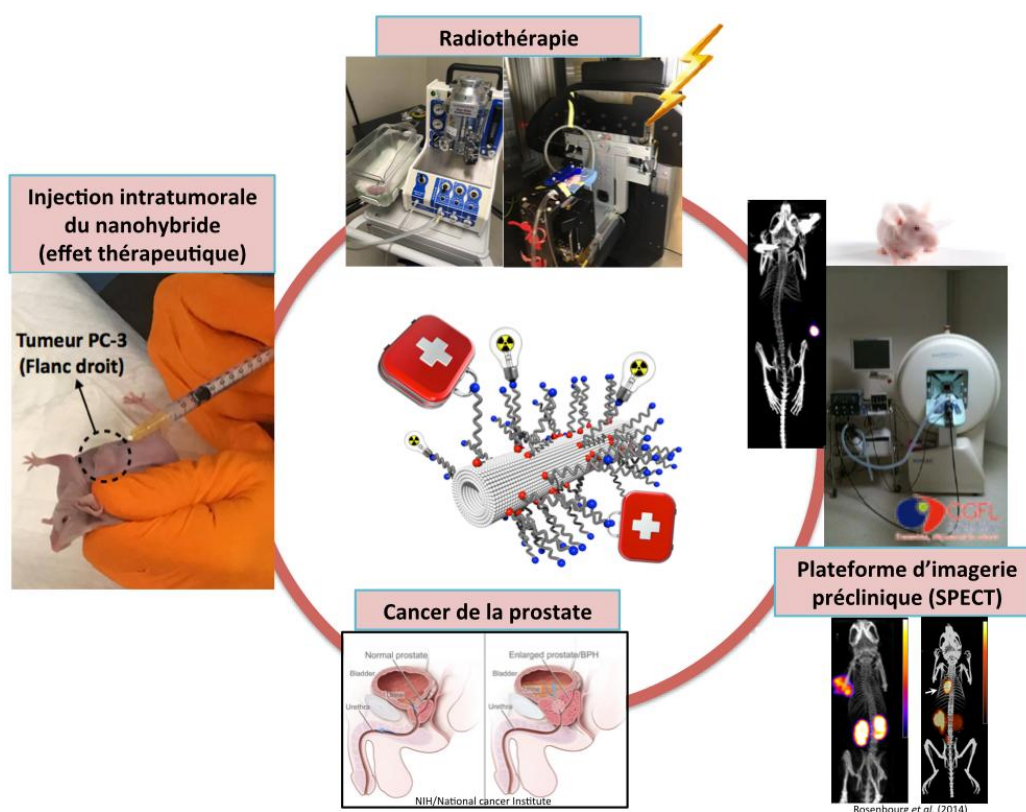 Radiothérapie
Injection intratumorale
du nanohybride
(effet thérapeutique)
Tumeur PC-3
(Flanc droit)
CGFL
Plateforme d'imagerie
préclinique (SPECT)
Cancer de la prostate
Normal prostate
Bladder
Urine
Urethra
Enlarged prostate/BPH
Bladder
Urine
Urethra
NIH/National cancer Institute
Rosenbourg et al. (2014)